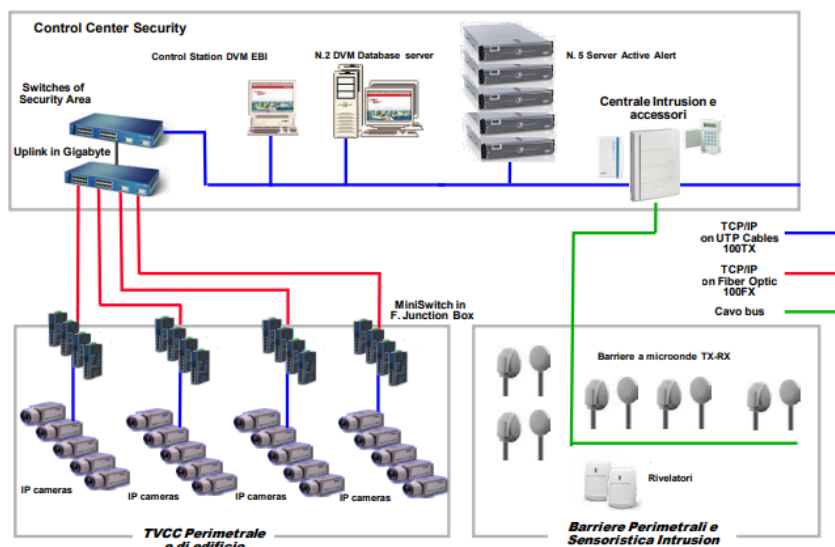 Control Center Security
Control Station DVM EBI
N.2 DVM Database server
N. 5 Server Active Alert
Switches of
Security Area
Centrale Intrusion e
accessori
Uplink in Gigabyte
TCP/IP
on UTP Cables
100TX
TCP/IP
on Fiber Optic
100FX
Cavo bus
MiniSwitch in
F. Junction Box
Barriere a microonde TX-RX
IP cameras
IP cameras
IP cameras
IP cameras
Rivelatori
TVCC Perimetrale
e di edificio
Barriere Perimetrali e
Sensoristica Intrusion